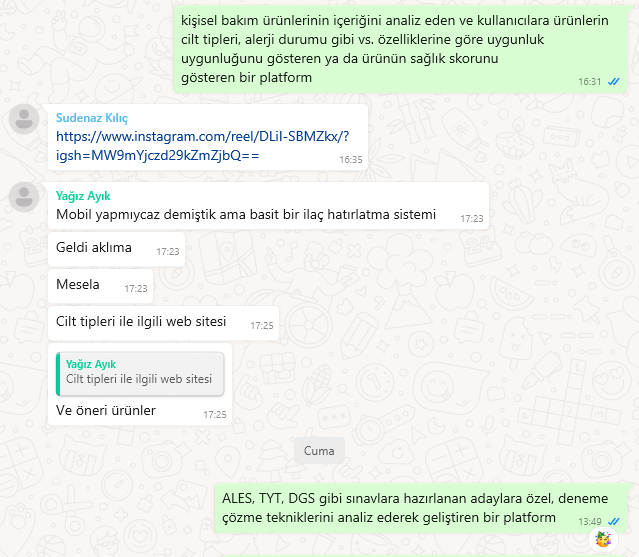 kişisel bakım ürünlerinin içeriğini analiz eden ve kullanıcılara ürünlerin
cilt tipleri, alerji durumu gibi vs. özelliklerine göre uygunluk
uygunluğunu gösteren ya da ürünün sağlık skorunu
gösteren bir platform
16:31
Sudenaz Kılıç
https://www.instagram.com/reel/DLiI-SBMZkx/?
igsh=MW9mYjczd29kZmZjbQ==
16:35
Yağız Ayık
Mobil yapmıycaz demiştik ama basit bir ilaç hatırlatma sistemi
17:23
Geldi aklıma
17:23
Mesela
17:23
Cilt tipleri ile ilgili web sitesi
17:25
Yağız Ayık
Cilt tipleri ile ilgili web sitesi
Ve öneri ürünler
17:25
Cuma
ALES, TYT, DGS gibi sınavlara hazırlanan adaylara özel, deneme
çözme tekniklerini analiz ederek geliştiren bir platform
13:49